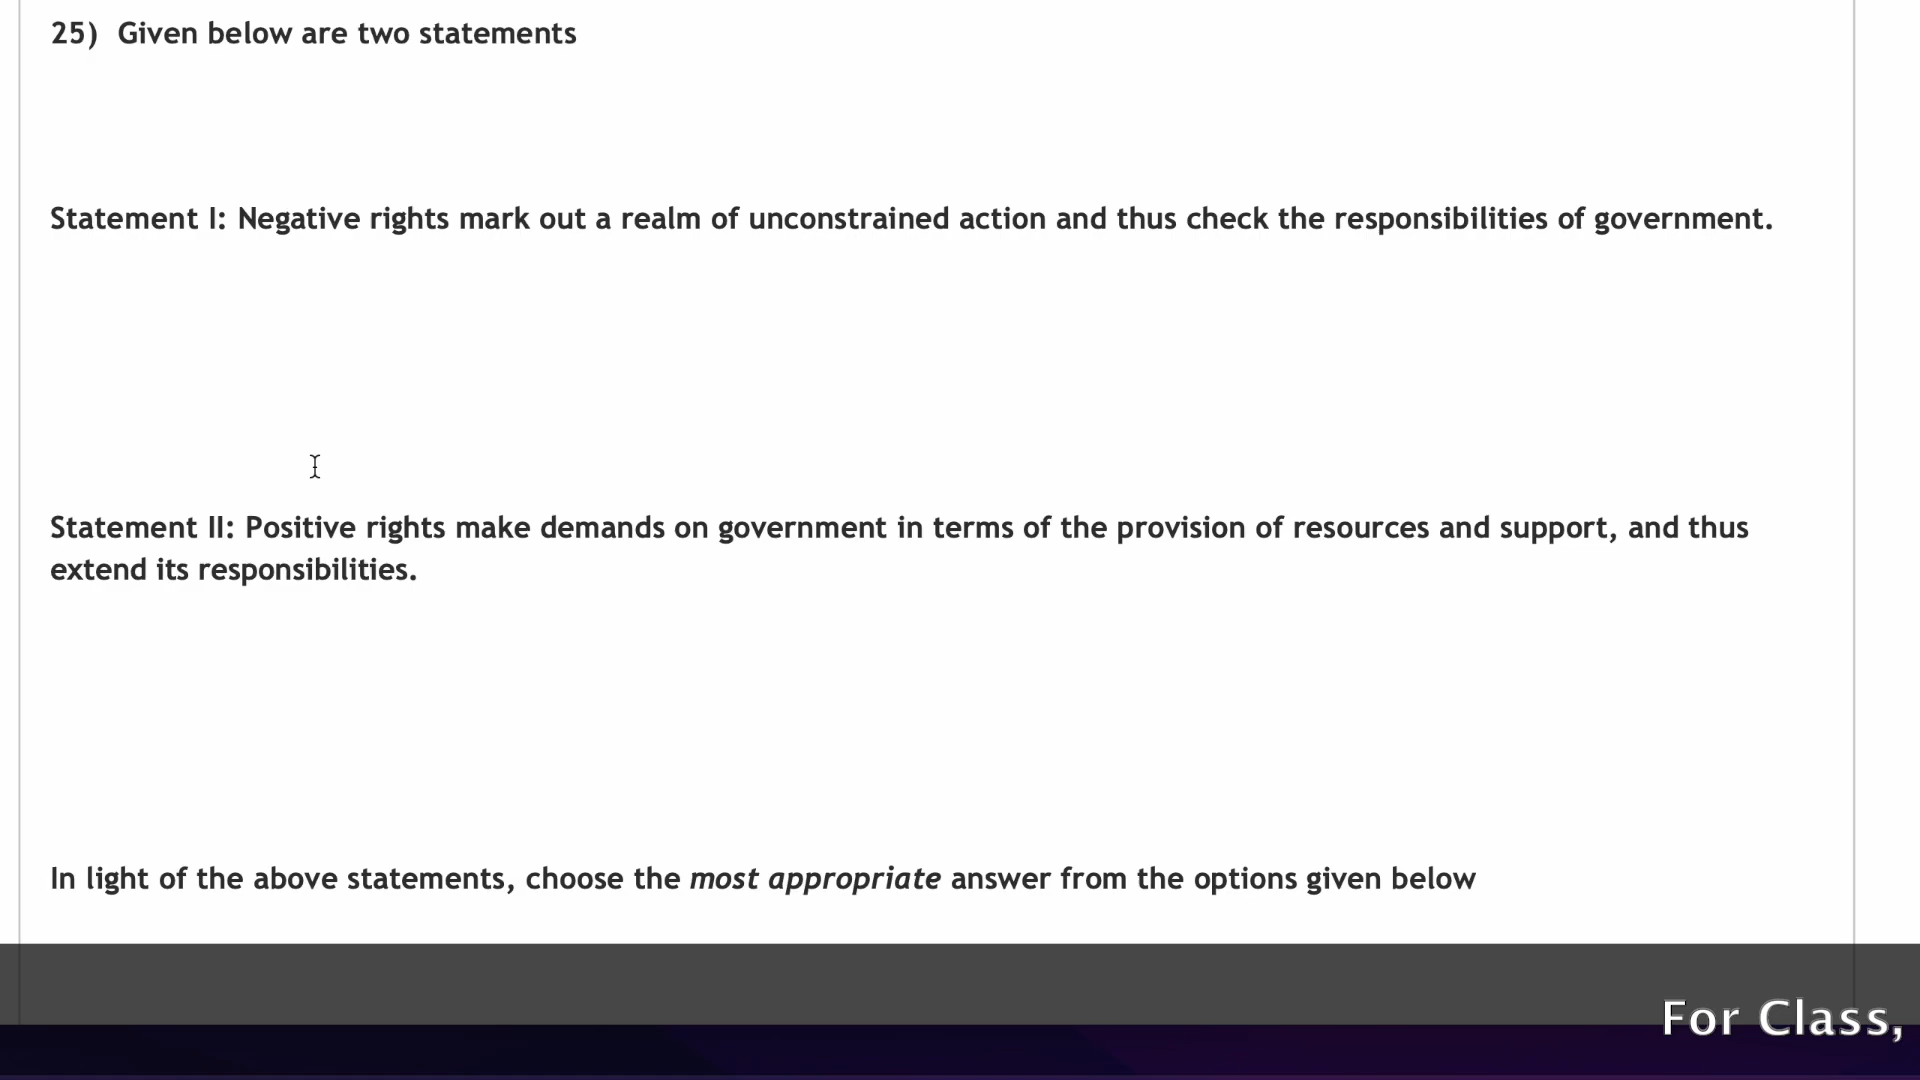 25) Given below are two statements
Statement I: Negative rights mark out a realm of unconstrained action and thus check the responsibilities of government.
Statement II: Positive rights make demands on government in terms of the provision of resources and support, and thus
extend its responsibilities.
In light of the above statements, choose the most appropriate answer from the options given below
For Class,